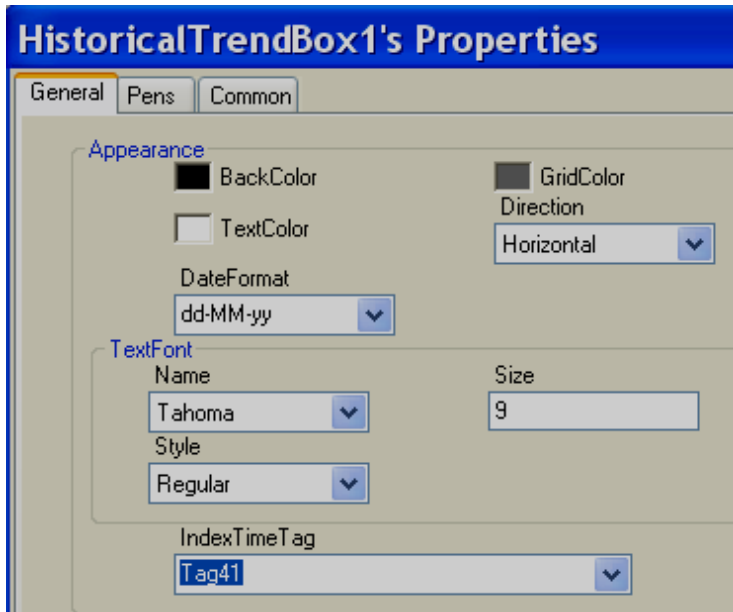 HistoricalTrendBox1's Properties
General Pens Common
Appearance
BackColor GridColor
TextColor Direction
Horizontal
DateFormat
dd-MM-yy
TextFont
Name Size
Tahoma 9
Style
Regular
IndexTimeTag
Tag41